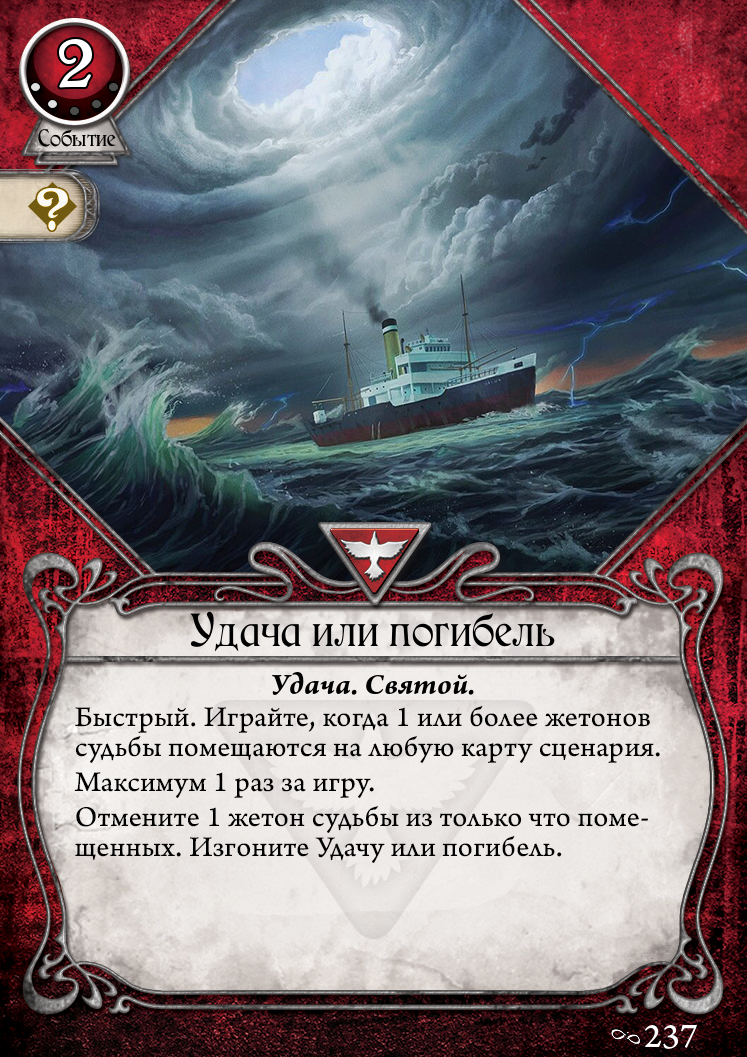 2
Событие
?
Удача или погибель
Удача. Святой.
Быстрый. Играйте, когда 1 или более жетонов
судьбы помещаются на любую карту сценария.
Максимум 1 раз за игру.
Отмените 1 жетон судьбы из только что поме-
щенных. Изгоните Удачу или погибель.
237